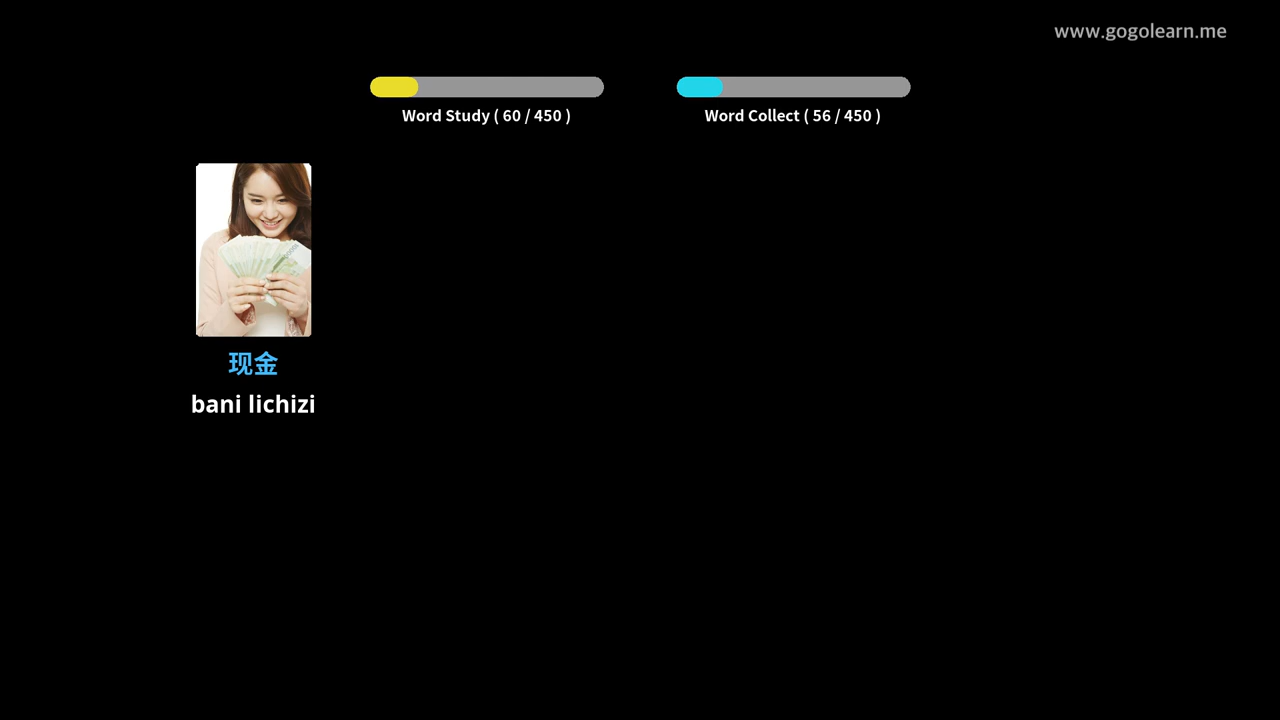 www.gogolearn.me
Word Study ( 60 / 450 )
Word Collect ( 56 / 450 )
现金
bani lichizi